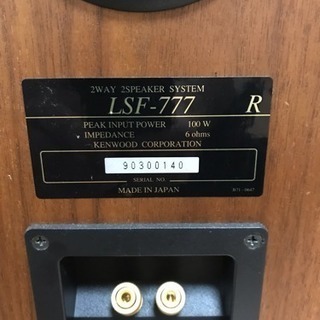 2WAY 2SPEAKER SYSTEM
LSF-777 R
PEAK INPUT POWER 100 W
IMPEDANCE 6 ohms
KENWOOD CORPORATION
90300140
SERIAL NO
MADE IN JAPAN